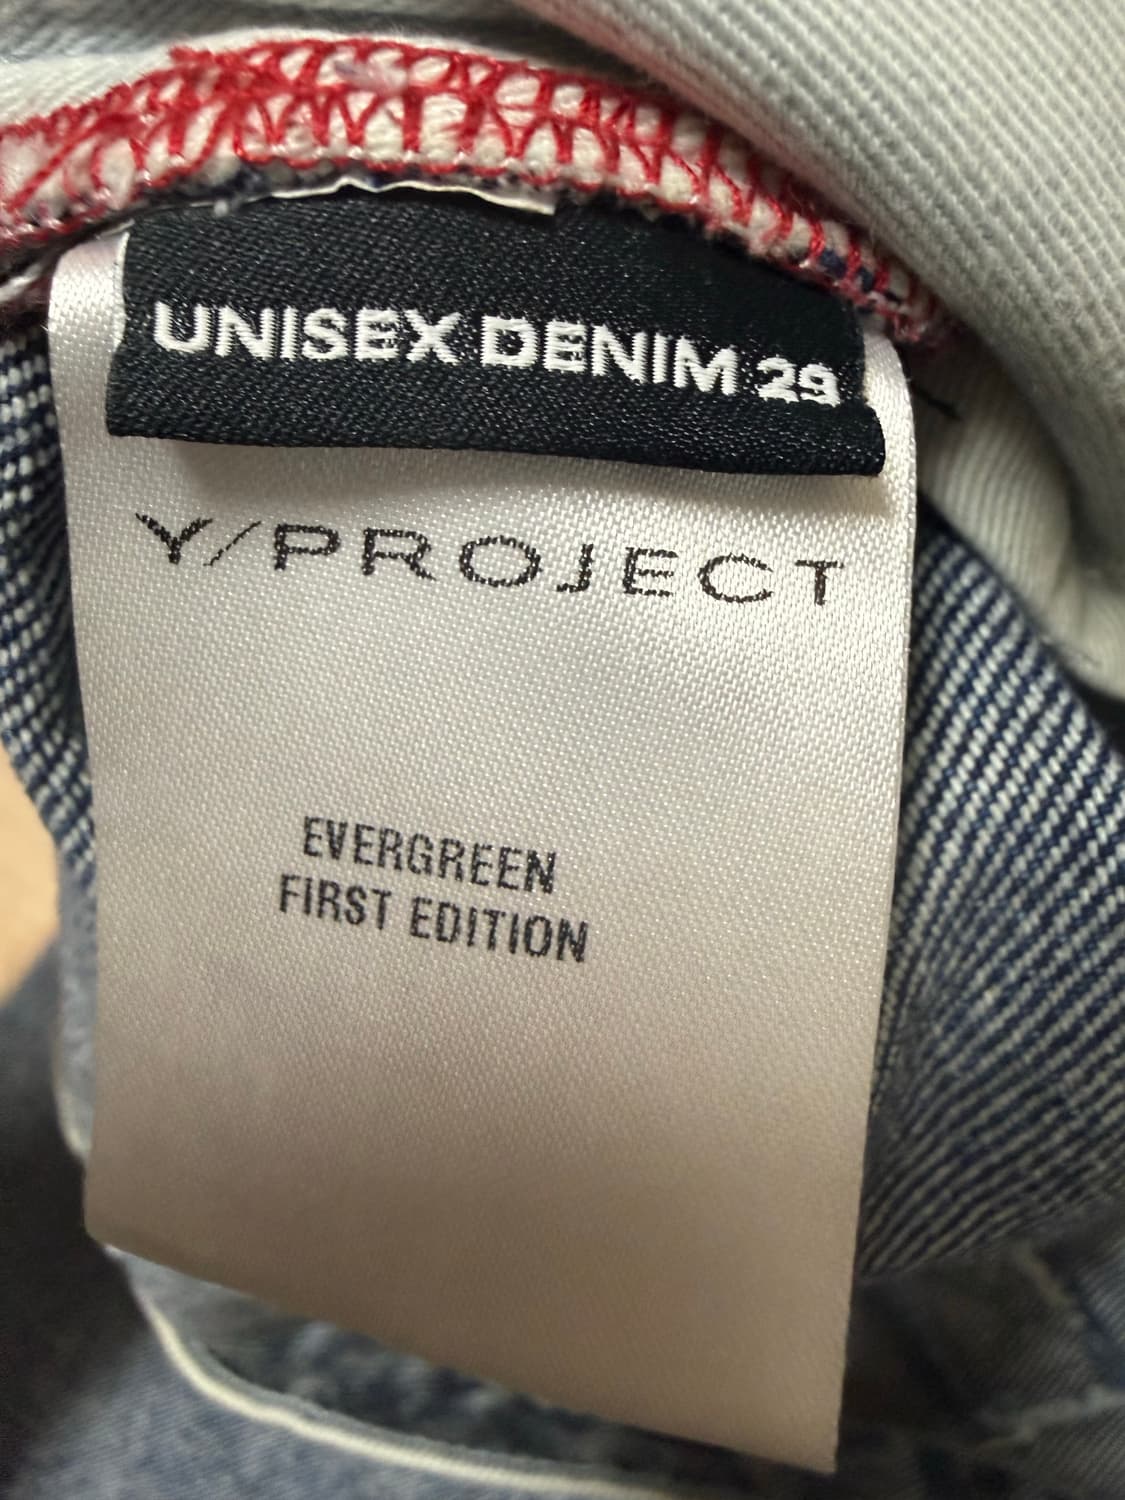 UNISEX DENIM 29
Y/PROJECT
EVERGREEN
FIRST EDITION